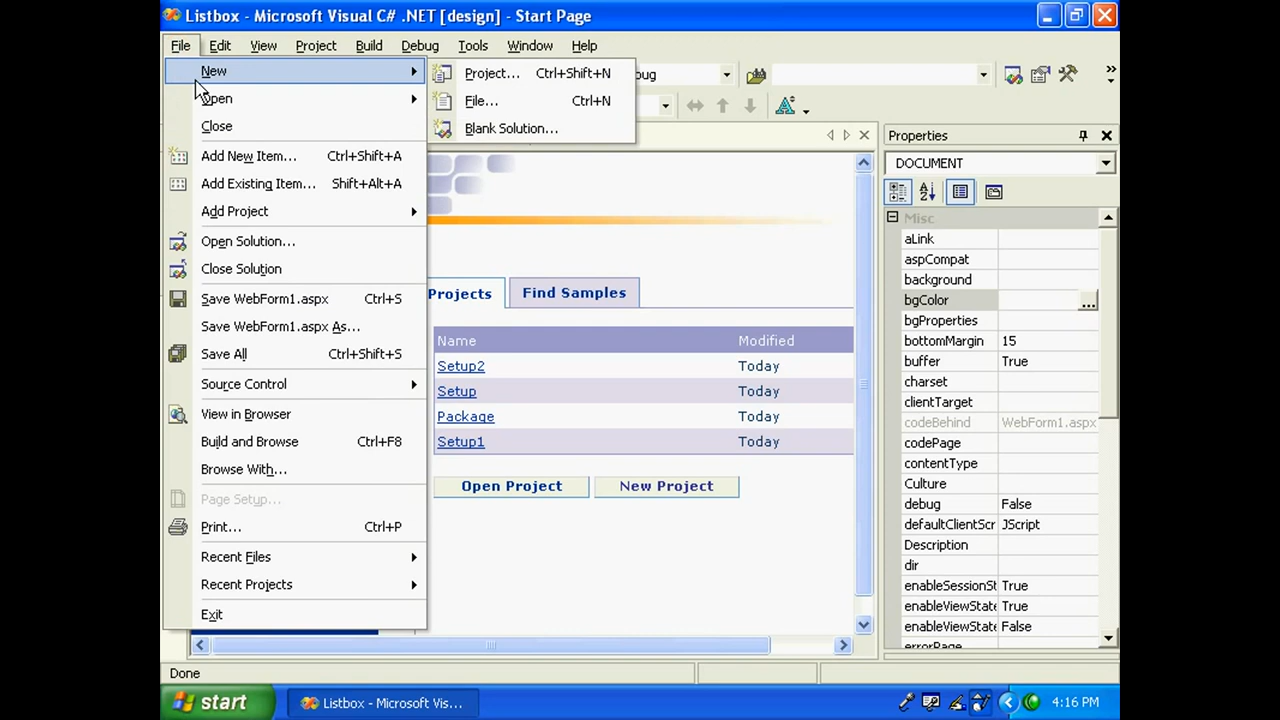 Listbox - Microsoft Visual C# .NET [design] - Start Page
File Edit View Project Build Debug Tools Window Help
New
Open
Close
Add New Item... Ctrl+Shift+A
Add Existing Item... Shift+Alt+A
Add Project
Open Solution...
Close Solution
Save WebForm1.aspx Ctrl+S
Save WebForm1.aspx As...
Save All Ctrl+Shift+S
Source Control
View in Browser
Build and Browse Ctrl+F8
Browse With...
Page Setup...
Print... Ctrl+P
Recent Files
Recent Projects
Exit
Project... Ctrl+Shift+N
File... Ctrl+N
Blank Solution...
Projects Find Samples
Name Modified
Setup2 Today
Setup Today
Package Today
Setup1 Today
Open Project New Project
Properties
DOCUMENT
Misc
aLink
aspCompat
background
bgColor ...
bgProperties
bottomMargin 15
buffer True
charset
clientTarget
codeBehind WebForm1.aspx
codePage
contentType
Culture
debug False
defaultClientScr JScript
Description
dir
enableSessionSt True
enableViewState True
enableViewState False
Done
start Listbox - Microsoft Visual C... 4:16 PM